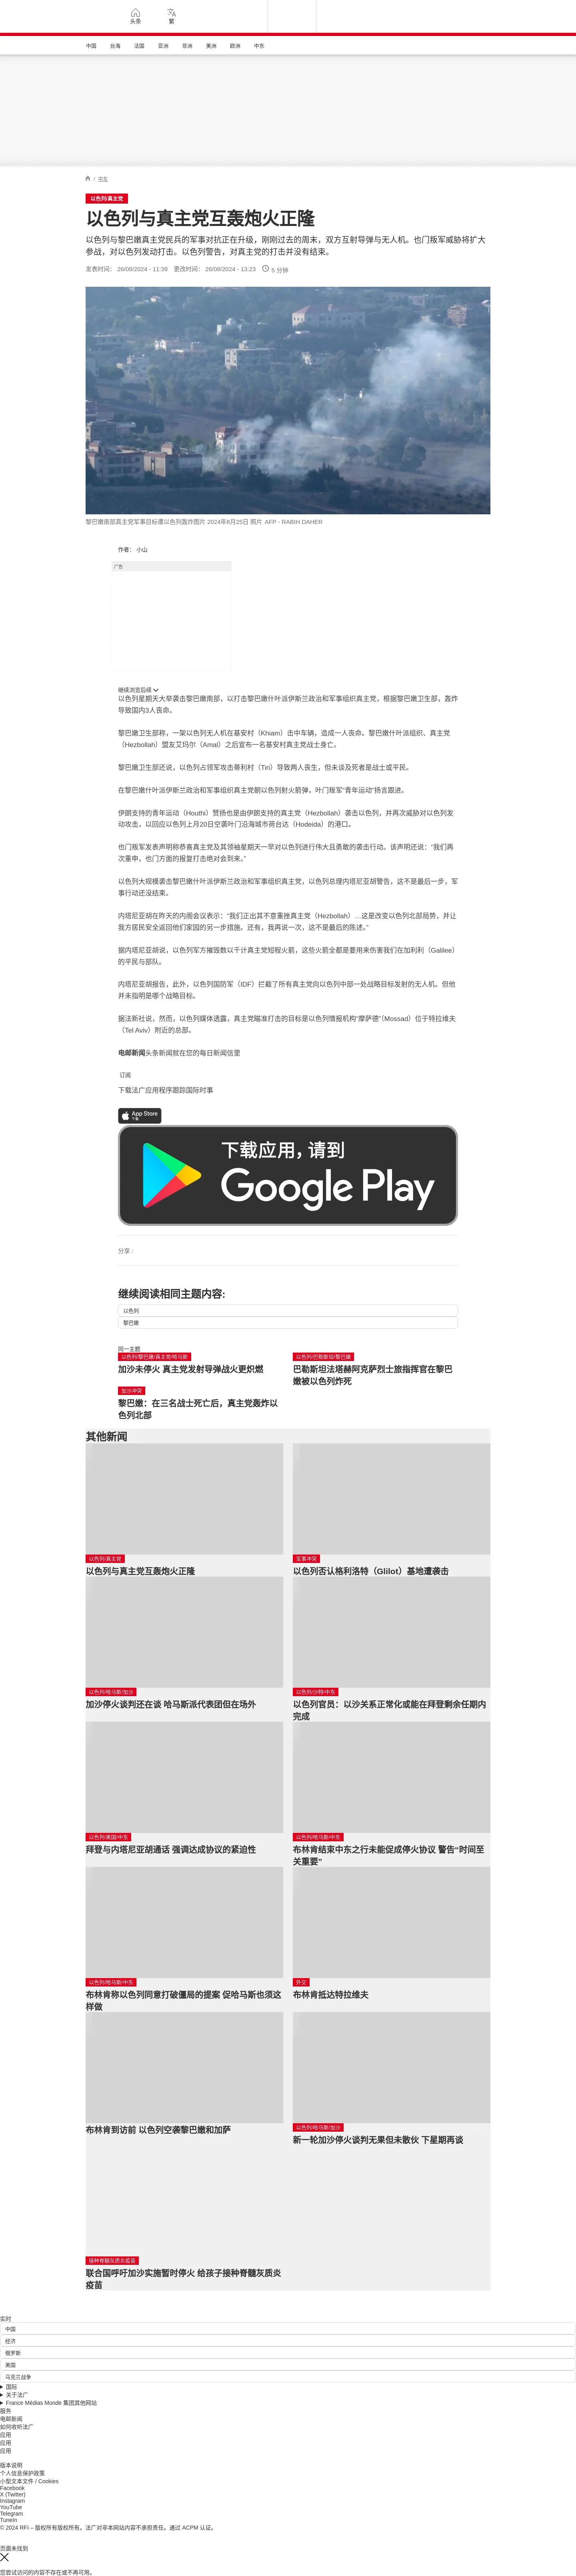 头条
繁
中国
台海
法国
亚洲
非洲
美洲
欧洲
中东
/ 中东
以色列/真主党
以色列与真主党互轰炮火正隆
以色列与黎巴嫩真主党民兵的军事对抗正在升级，刚刚过去的周末，双方互射导弹与无人机。也门叛军威胁将扩大
参战，对以色列发动打击。以色列警告，对真主党的打击并没有结束。
发表时间： 26/08/2024 - 11:39 更改时间： 26/08/2024 - 13:23 5 分钟
黎巴嫩南部真主党军事目标遭以色列轰炸图片 2024年8月25日 照片 AFP - RABIH DAHER
作者： 小山
广告
继续浏览后续
以色列星期天大举袭击黎巴嫩南部，以打击黎巴嫩什叶派伊斯兰政治和军事组织真主党，根据黎巴嫩卫生部，轰炸
导致国内3人丧命。
黎巴嫩卫生部称，一架以色列无人机在基安村（Khiam）击中车辆，造成一人丧命。黎巴嫩什叶派组织、真主党
（Hezbollah）盟友艾玛尔（Amal）之后宣布一名基安村真主党战士身亡。
黎巴嫩卫生部还说，以色列占领军攻击蒂利村（Tiri）导致两人丧生，但未谈及死者是战士或平民。
在黎巴嫩什叶派伊斯兰政治和军事组织真主党朝以色列射火箭弹，叶门叛军“青年运动”扬言跟进。
伊朗支持的青年运动（Houthi）赞扬也是由伊朗支持的真主党（Hezbollah）袭击以色列，并再次威胁对以色列发
动攻击，以回应以色列上月20日空袭叶门沿海城市荷台达（Hodeida）的港口。
也门叛军发表声明称恭喜真主党及其领袖星期天一早对以色列进行伟大且勇敢的袭击行动。该声明还说：“我们再
次重申，也门方面的报复打击绝对会到来。”
以色列大规模袭击黎巴嫩什叶派伊斯兰政治和军事组织真主党，以色列总理内塔尼亚胡警告，这不是最后一步，军
事行动还没结束。
内塔尼亚胡在昨天的内阁会议表示：“我们正出其不意重挫真主党（Hezbollah）…这是改变以色列北部局势，并让
我方居民安全返回他们家园的另一步措施。还有，我再说一次，这不是最后的陈述。”
据内塔尼亚胡说，以色列军方摧毁数以千计真主党短程火箭，这些火箭全都是要用来伤害我们在加利利（Galilee）
的平民与部队。
内塔尼亚胡报告，此外，以色列国防军（IDF）拦截了所有真主党向以色列中部一处战略目标发射的无人机。但他
并未指明是哪个战略目标。
据法新社说，然而，以色列媒体透露，真主党瞄准打击的目标是以色列情报机构“摩萨德”（Mossad）位于特拉维夫
（Tel Aviv）附近的总部。
电邮新闻头条新闻就在您的每日新闻信里
订阅
下载法广应用程序跟踪国际时事
App Store
下载
下载应用，请到
Google Play
分享 :
继续阅读相同主题内容:
以色列
黎巴嫩
同一主题
以色列/黎巴嫩/真主党/哈马斯
加沙未停火 真主党发射导弹战火更炽燃
以色列/巴勒斯坦/黎巴嫩
巴勒斯坦法塔赫阿克萨烈士旅指挥官在黎巴
嫩被以色列炸死
加沙冲突
黎巴嫩：在三名战士死亡后，真主党轰炸以
色列北部
其他新闻
以色列/真主党
以色列与真主党互轰炮火正隆
军事冲突
以色列否认格利洛特（Glilot）基地遭袭击
以色列/哈马斯/加沙
加沙停火谈判还在谈 哈马斯派代表团但在场外
以色列/沙特/中东
以色列官员：以沙关系正常化或能在拜登剩余任期内
完成
以色列/美国/中东
拜登与内塔尼亚胡通话 强调达成协议的紧迫性
以色列/哈马斯/中东
布林肯结束中东之行未能促成停火协议 警告“时间至
关重要”
以色列/哈马斯/中东
布林肯称以色列同意打破僵局的提案 促哈马斯也须这
样做
外交
布林肯抵达特拉维夫
布林肯到访前 以色列空袭黎巴嫩和加萨
以色列/哈马斯/加沙
新一轮加沙停火谈判无果但未散伙 下星期再谈
接种脊髓灰质炎疫苗
联合国呼吁加沙实施暂时停火 给孩子接种脊髓灰质炎
疫苗
实时
中国
经济
俄罗斯
美国
马克兰战争
国际
关于法广
France Médias Monde 集团其他网站
服务
电邮新闻
如何收听法广
应用
应用
应用
版本说明
个人信息保护政策
小型文本文件 / Cookies
Facebook
X (Twitter)
Instagram
YouTube
Telegram
TuneIn
© 2024 RFI – 版权所有版权所有。法广对非本网站内容不承担责任。通过 ACPM 认证。
页面未找到
您尝试访问的内容不存在或不再可用。